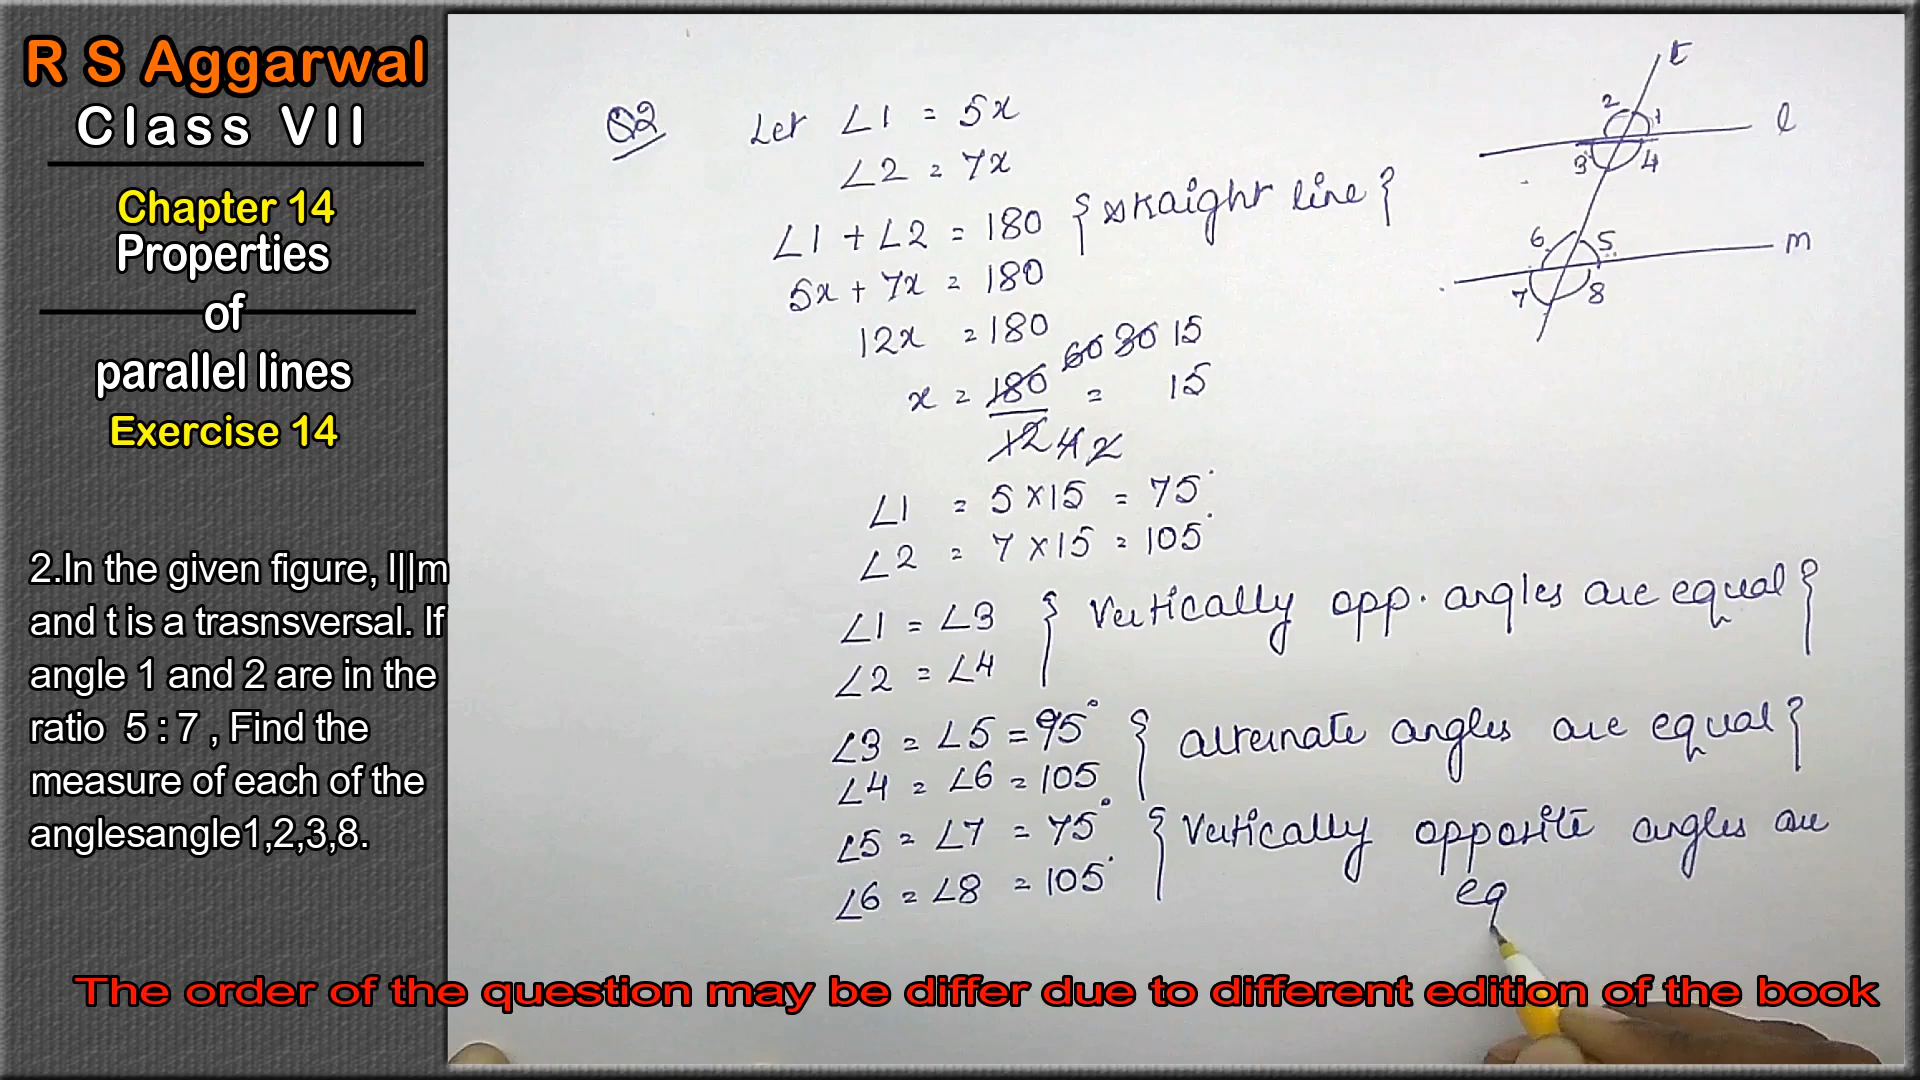 R S Aggarwal
Class VII
Chapter 14
Properties
of
parallel lines
Exercise 14
2.In the given figure, l||m
and t is a trasnsversal. If
angle 1 and 2 are in the
ratio 5 : 7 , Find the
measure of each of the
anglesangle1,2,3,8.
Q2
Let ∠1 = 5x
∠2 = 7x
∠1 + ∠2 = 180 { straight line {
5x + 7x = 180
12x = 180
60 30 15
x = 180 = 15
12 4 2
∠1 = 5 × 15 = 75°
∠2 = 7 × 15 = 105°
∠1 = ∠3 { Vertically opp. angles are equal {
∠2 = ∠4
∠3 = ∠5 = 75° { alternate angles are equal {
∠4 = ∠6 = 105
∠5 = ∠7 = 75° { Vertically opposite angles are
∠6 = ∠8 = 105° eq
t
2 1 l
3 4
6 5 m
7 8
The order of the question may be differ due to different edition of the book